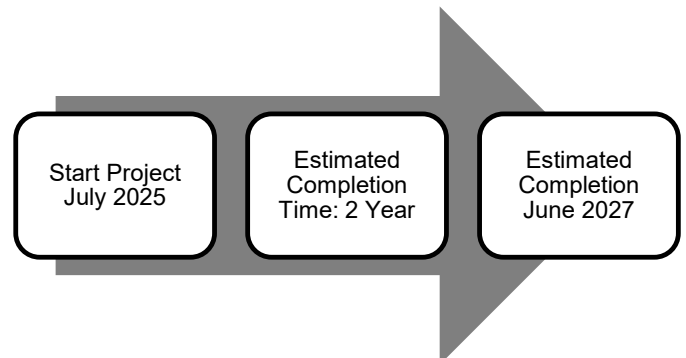 Start Project
July 2025
Estimated
Completion
Time: 2 Year
Estimated
Completion
June 2027